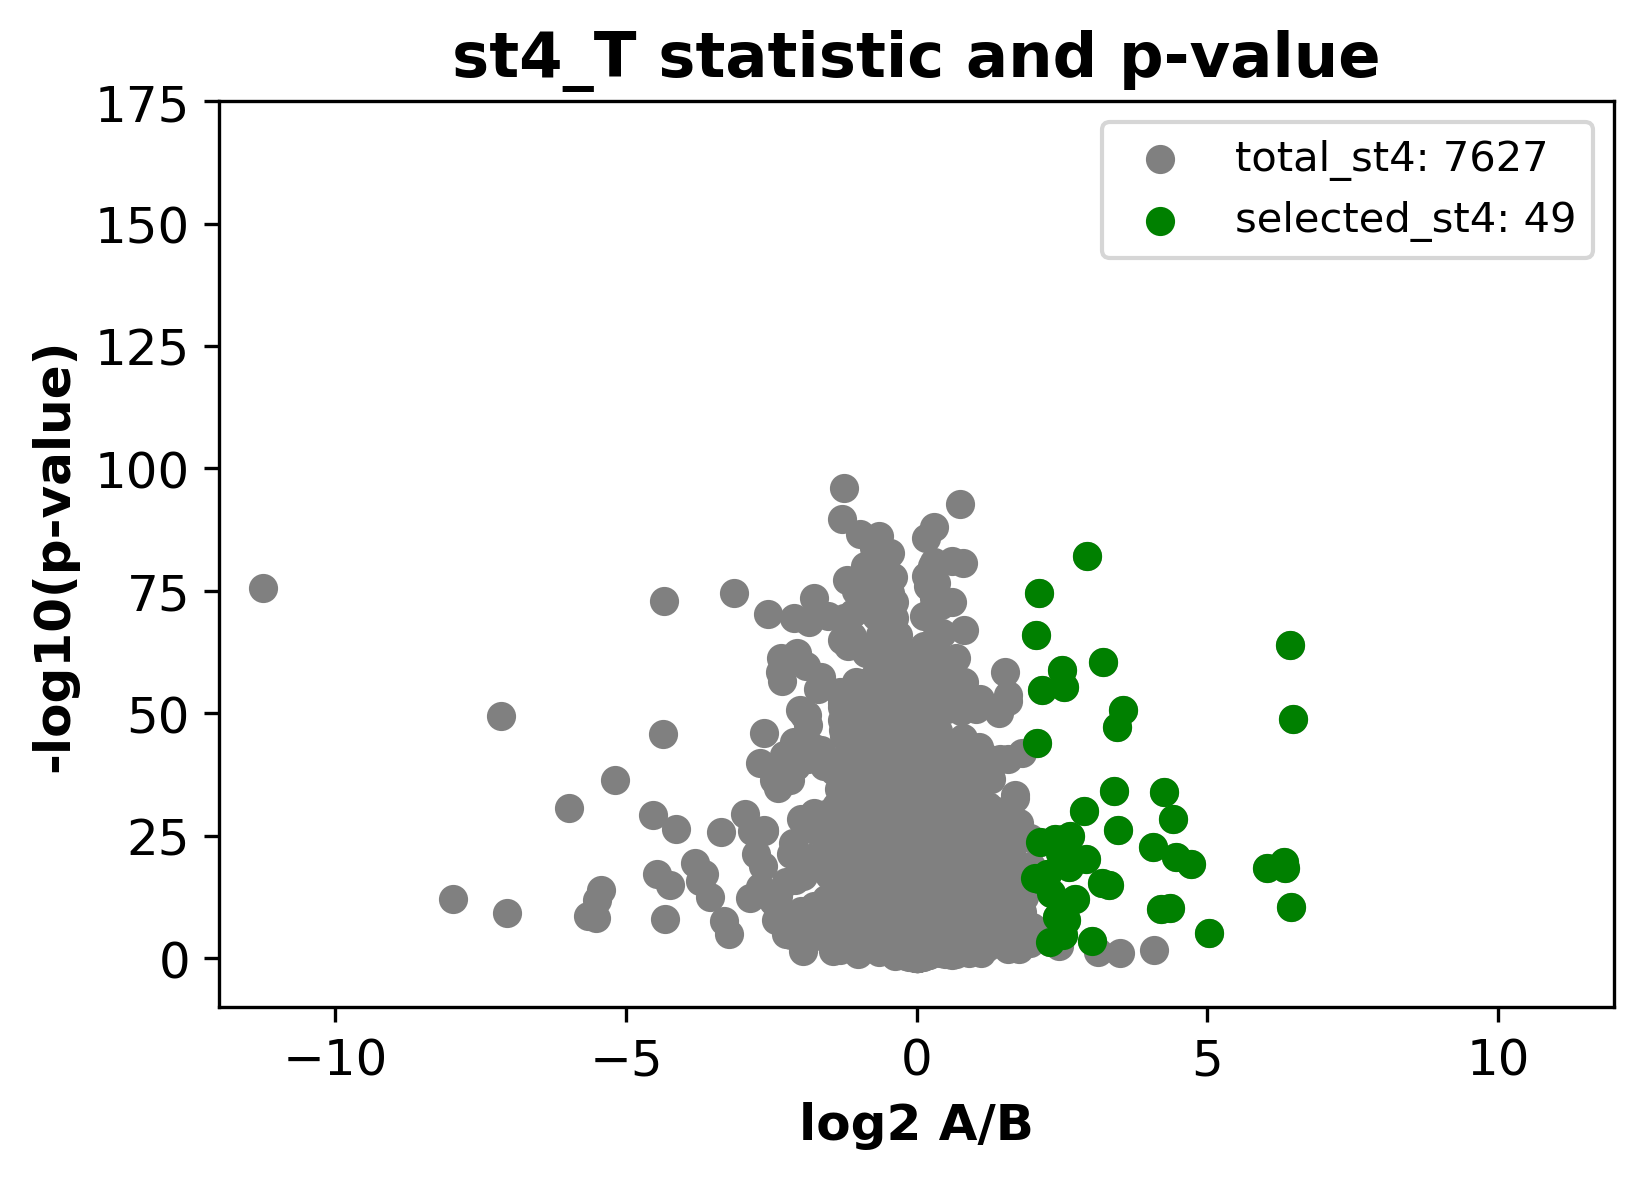 st4_T statistic and p-value
175
150
125
100
75
50
25
0
-log10(p-value)
total_st4: 7627
selected_st4: 49
−10
−5
0
5
10
log2 A/B